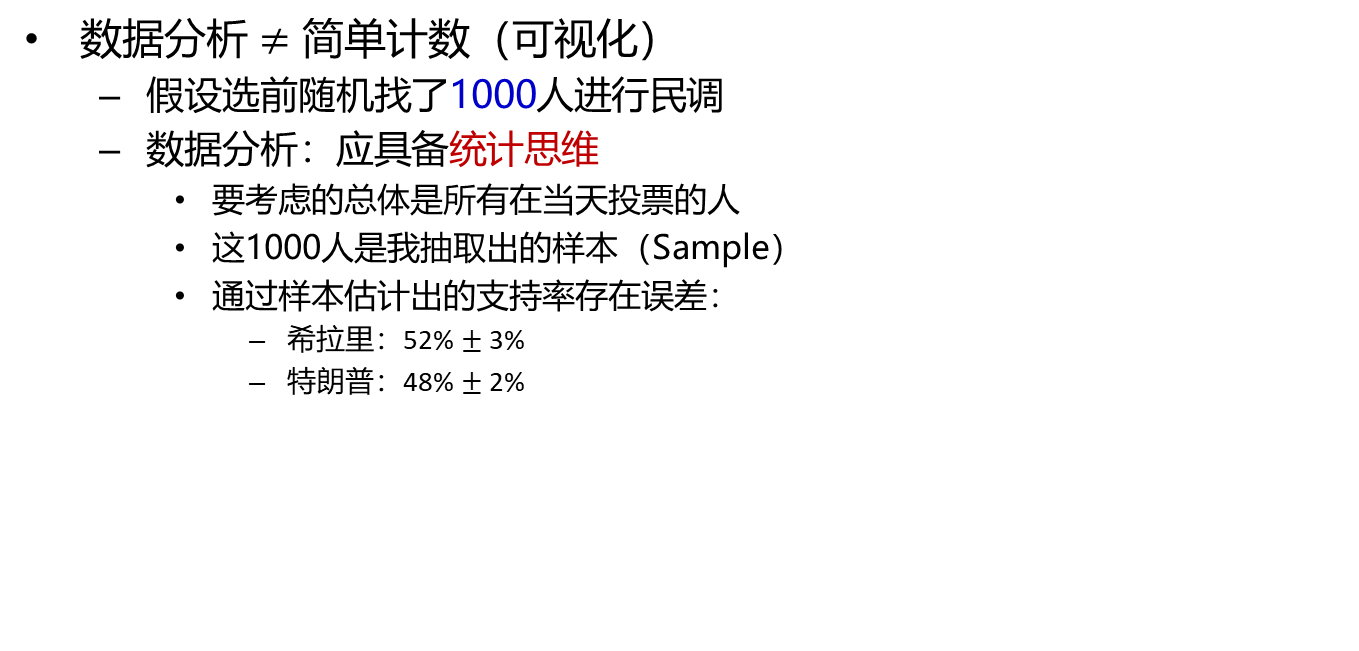 • 数据分析 ≠ 简单计数（可视化）
– 假设选前随机找了1000人进行民调
– 数据分析：应具备统计思维
• 要考虑的总体是所有在当天投票的人
• 这1000人是我抽取出的样本（Sample）
• 通过样本估计出的支持率存在误差：
– 希拉里：52% ± 3%
– 特朗普：48% ± 2%